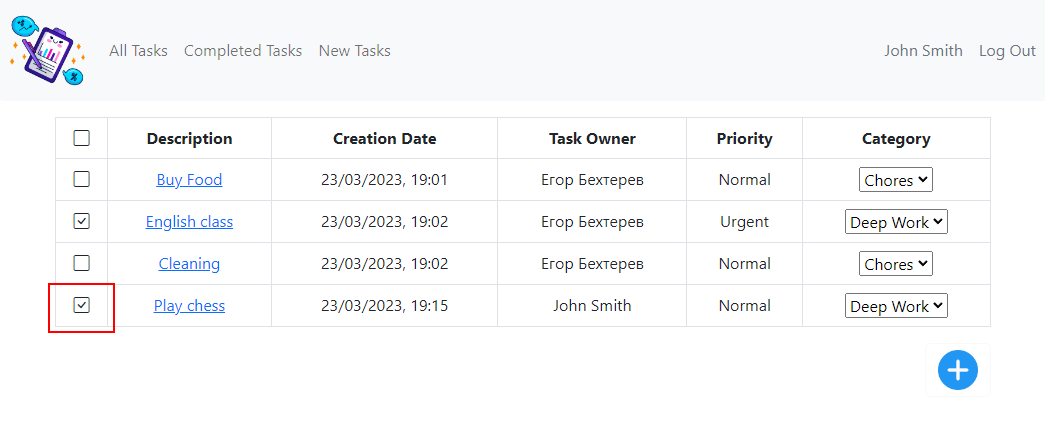 All Tasks Completed Tasks New Tasks John Smith Log Out
Description Creation Date Task Owner Priority Category
Buy Food 23/03/2023, 19:01 Егор Бехтерев Normal Chores
English class 23/03/2023, 19:02 Егор Бехтерев Urgent Deep Work
Cleaning 23/03/2023, 19:02 Егор Бехтерев Normal Chores
Play chess 23/03/2023, 19:15 John Smith Normal Deep Work